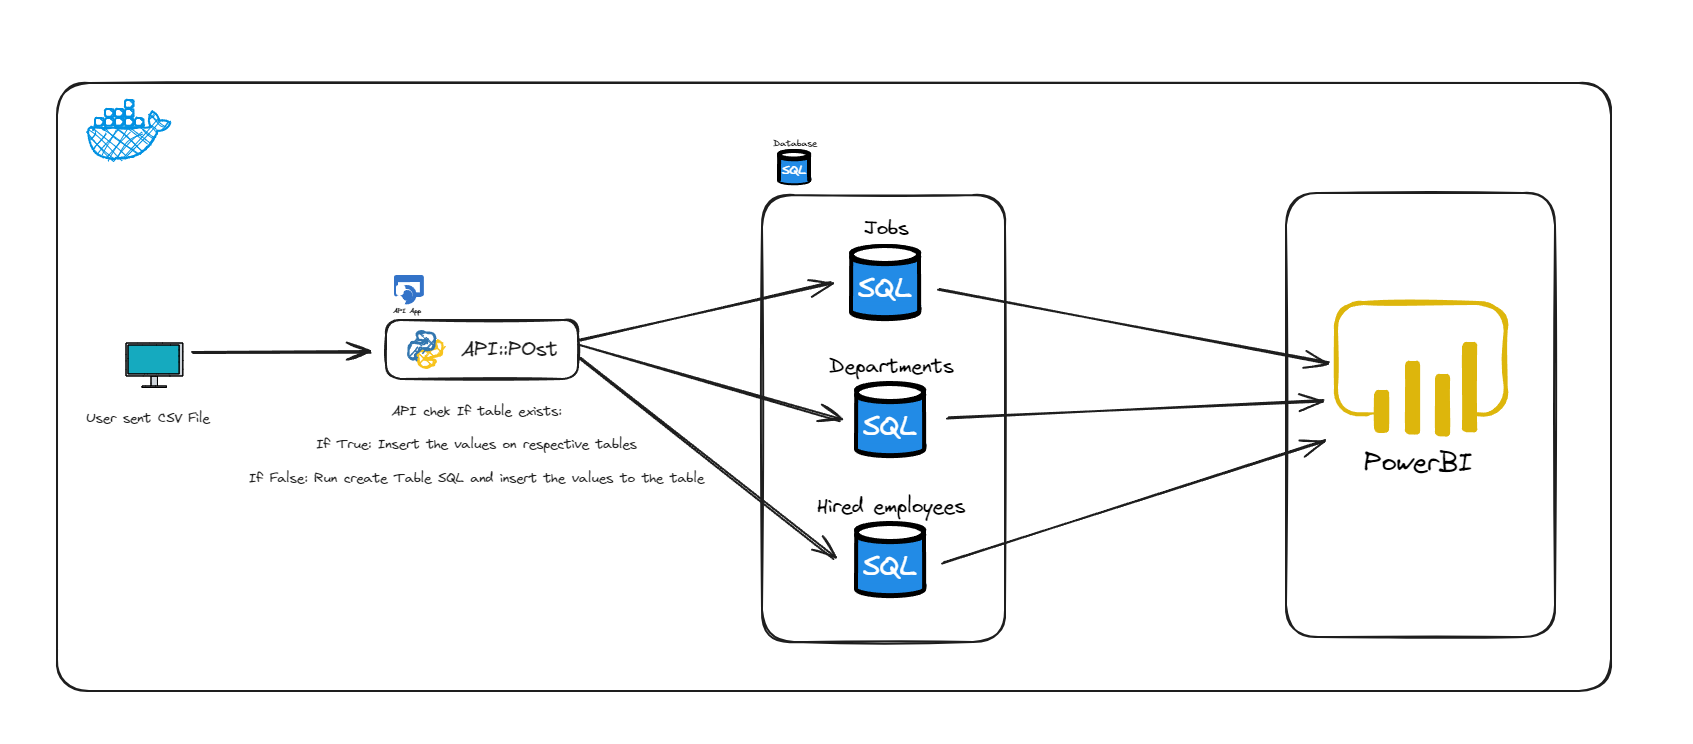 Database
SQL
Jobs
SQL
API App
API::POst
User sent CSV File
API chek If table exists:
If True: Insert the values on respective tables
If False: Run create Table SQL and insert the values to the table
Departments
SQL
Hired employees
SQL
PowerBI